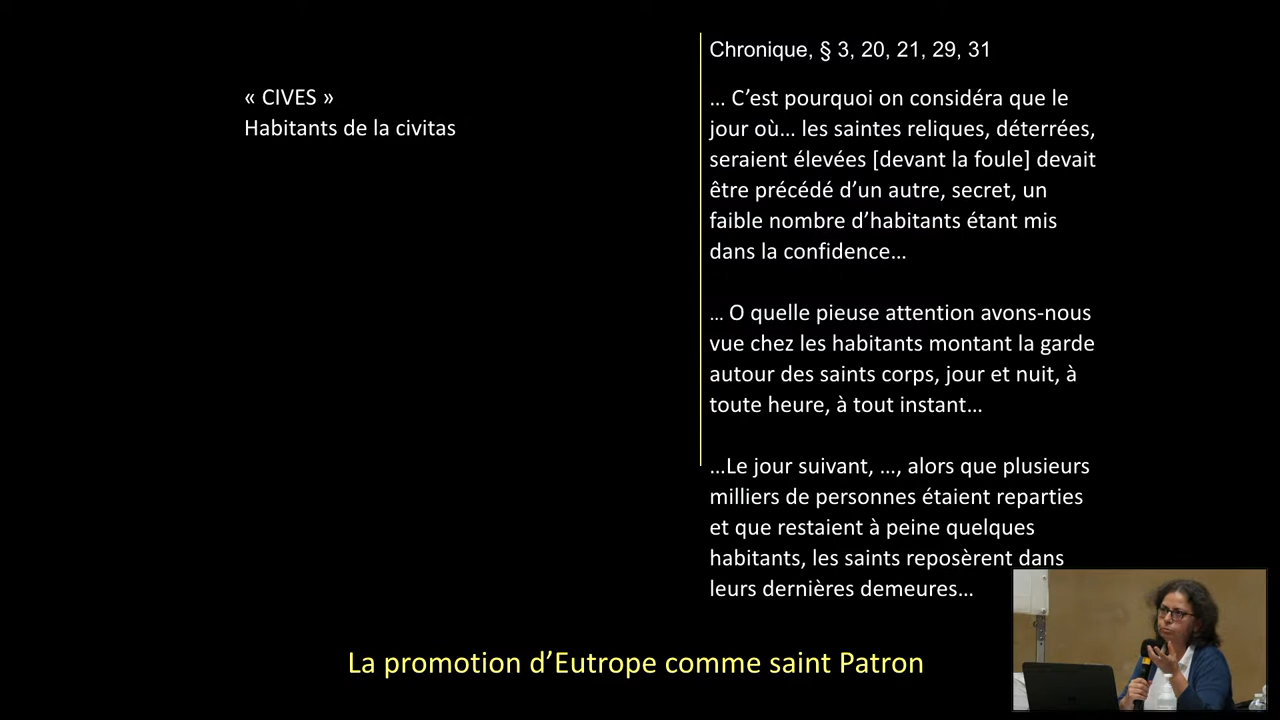 « CIVES »
Habitants de la civitas
Chronique, § 3, 20, 21, 29, 31
... C’est pourquoi on considéra que le
jour où... les saintes reliques, déterrées,
seraient élevées [devant la foule] devait
être précédé d’un autre, secret, un
faible nombre d’habitants étant mis
dans la confidence...
... O quelle pieuse attention avons-nous
vue chez les habitants montant la garde
autour des saints corps, jour et nuit, à
toute heure, à tout instant...
...Le jour suivant, ..., alors que plusieurs
milliers de personnes étaient reparties
et que restaient à peine quelques
habitants, les saints reposèrent dans
leurs dernières demeures...
La promotion d’Eutrope comme saint Patron